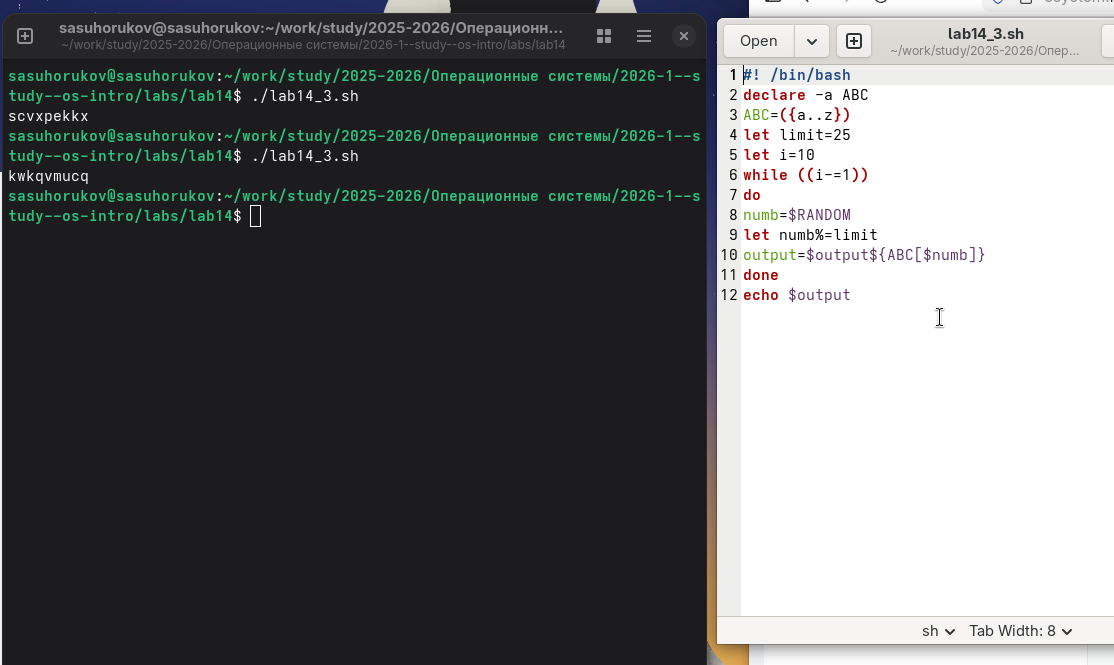 sasuhorukov@sasuhorukov:~/work/study/2025-2026/Операционн...
~/work/study/2025-2026/Операционные системы/2026-1--study--os-intro/labs/lab14
sasuhorukov@sasuhorukov:~/work/study/2025-2026/Операционные системы/2026-1--s
tudy--os-intro/labs/lab14$ ./lab14_3.sh
scvxpekkx
sasuhorukov@sasuhorukov:~/work/study/2025-2026/Операционные системы/2026-1--s
tudy--os-intro/labs/lab14$ ./lab14_3.sh
kwkqvmucq
sasuhorukov@sasuhorukov:~/work/study/2025-2026/Операционные системы/2026-1--s
tudy--os-intro/labs/lab14$
Open
lab14_3.sh
~/work/study/2025-2026/Опер...
1 #! /bin/bash
2 declare -a ABC
3 ABC=({a..z})
4 let limit=25
5 let i=10
6 while ((i-=1))
7 do
8 numb=$RANDOM
9 let numb%=limit
10 output=$output${ABC[$numb]}
11 done
12 echo $output
sh Tab Width: 8